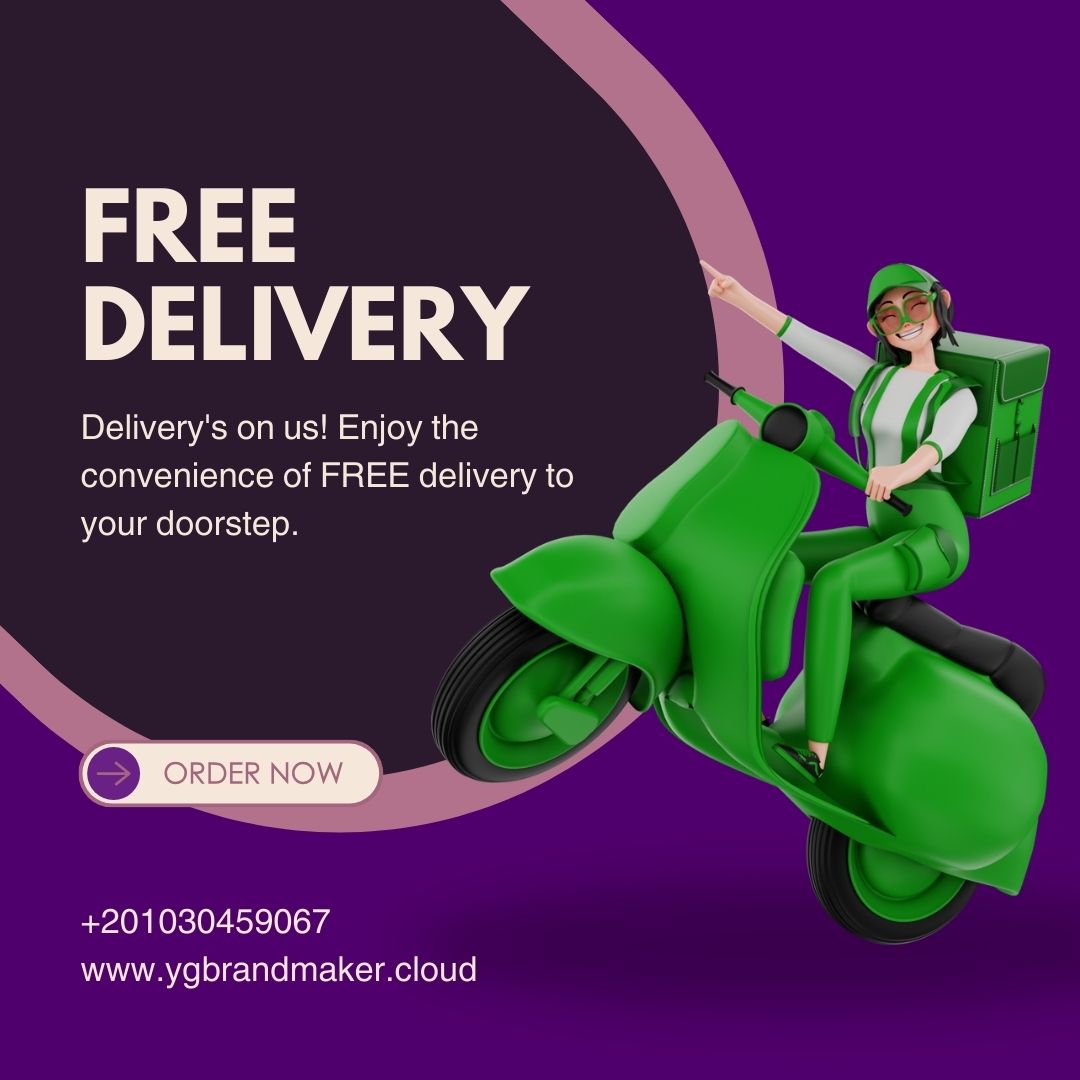 FREE
DELIVERY
Delivery's on us! Enjoy the
convenience of FREE delivery to
your doorstep.
ORDER NOW
+201030459067
www.ygbrandmaker.cloud